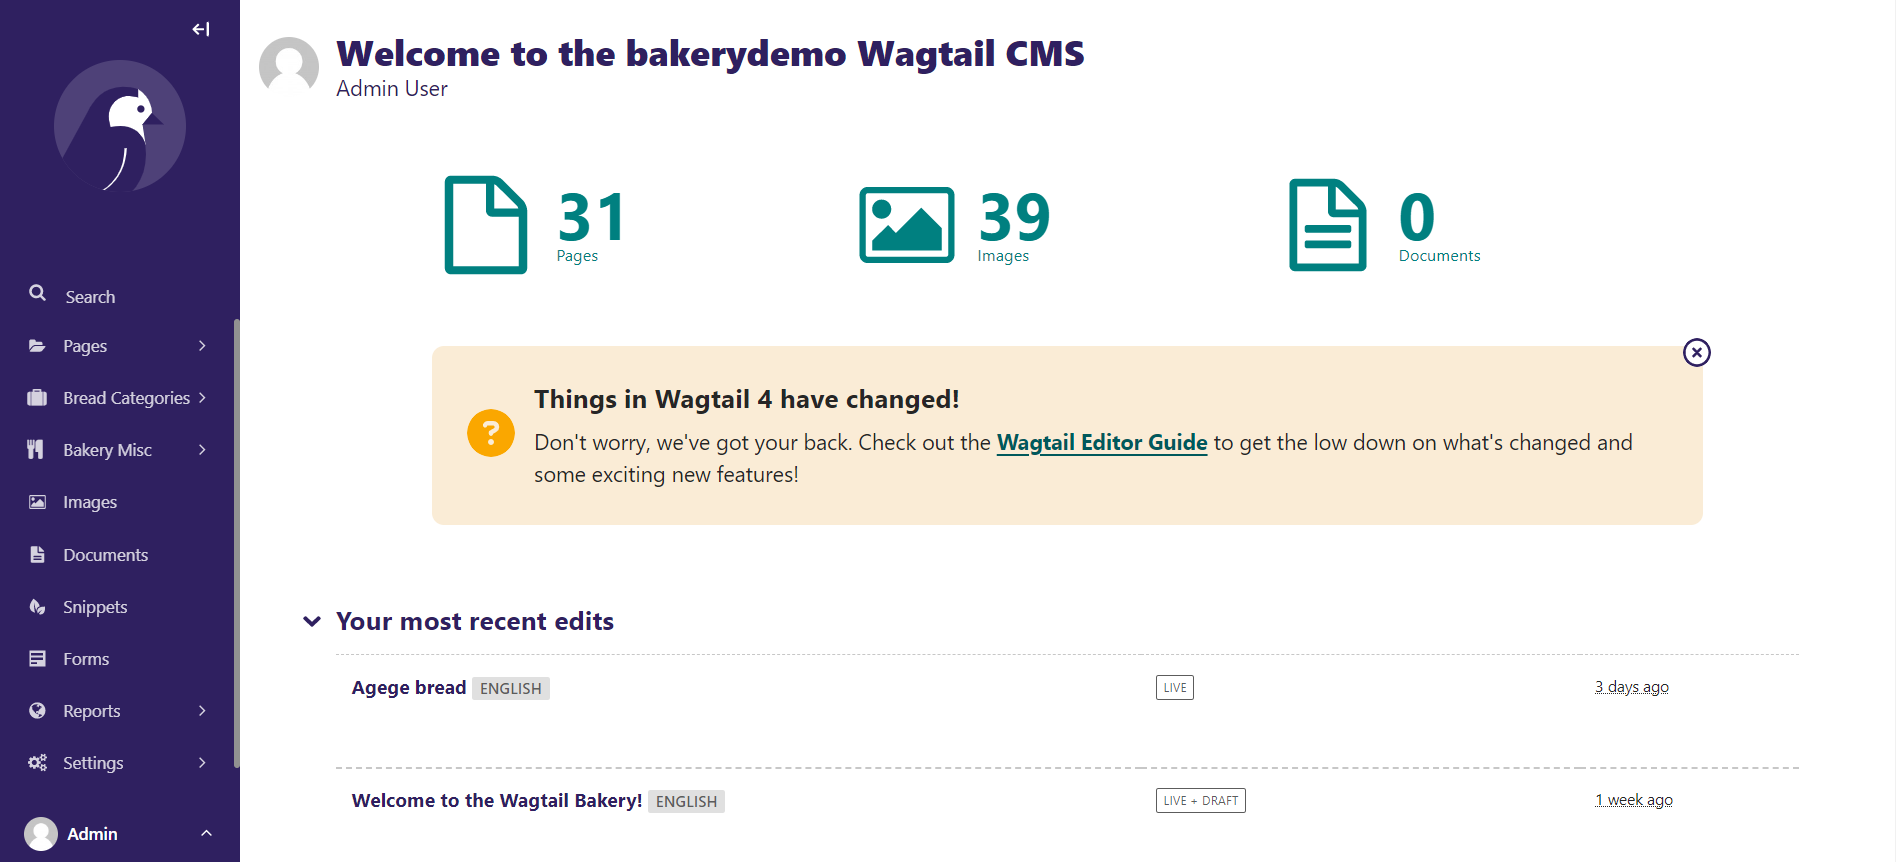 Welcome to the bakerydemo Wagtail CMS
Admin User
Search
Pages
Bread Categories
Bakery Misc
Images
Documents
Snippets
Forms
Reports
Settings
Admin
31
Pages
39
Images
0
Documents
Things in Wagtail 4 have changed!
Don't worry, we've got your back. Check out the Wagtail Editor Guide to get the low down on what's changed and
some exciting new features!
Your most recent edits
Agege bread ENGLISH LIVE 3 days ago
Welcome to the Wagtail Bakery! ENGLISH LIVE + DRAFT 1 week ago